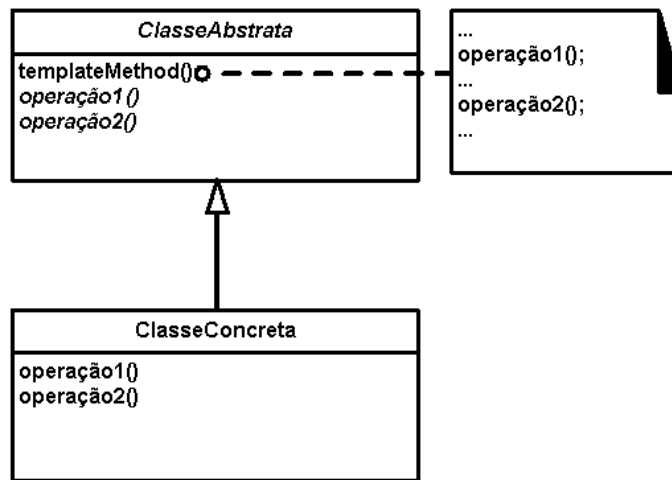 ClasseAbstrata
templateMethod()
operação1()
operação2()
...
operação1();
...
operação2();
...
ClasseConcreta
operação1()
operação2()